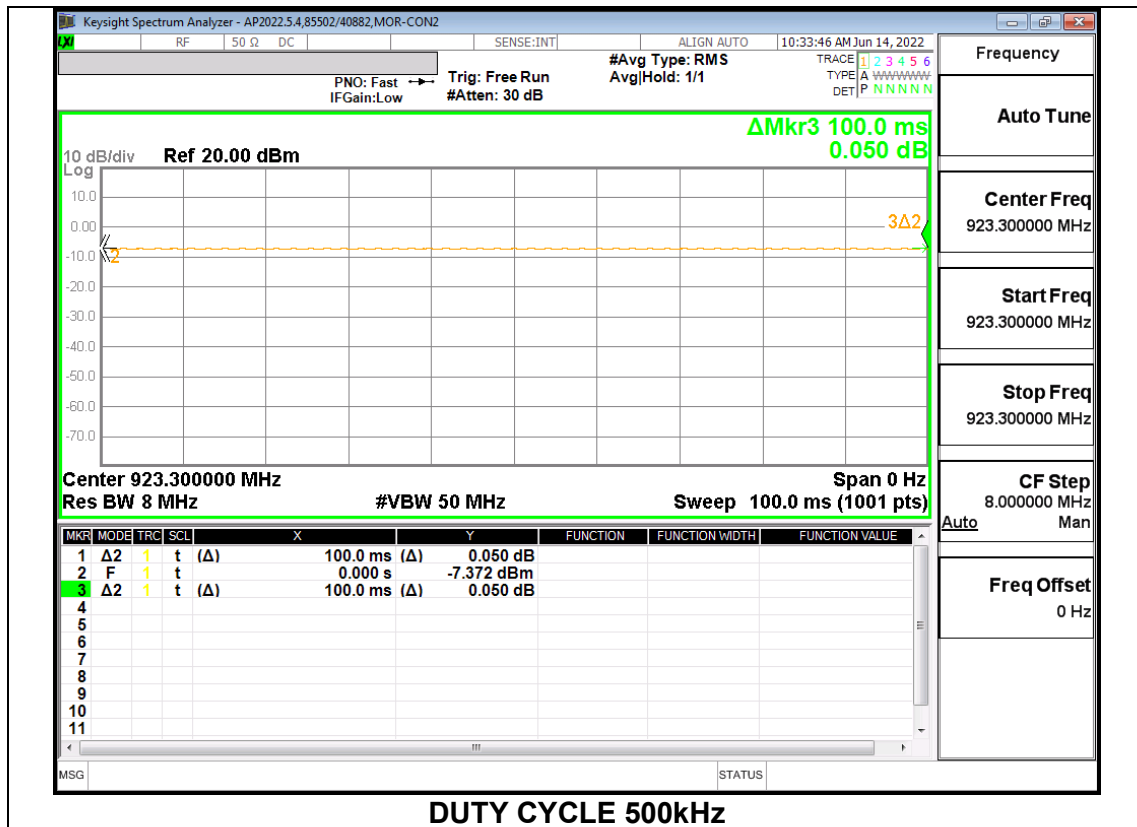 Keysight Spectrum Analyzer - AP2022.5.4,85502/40882,MOR-CON2
LXI RF 50 Ω DC SENSE:INT ALIGN AUTO 10:33:46 AM Jun 14, 2022
PNO: Fast Trig: Free Run #Avg Type: RMS TRACE 1 2 3 4 5 6
IFGain:Low #Atten: 30 dB Avg|Hold: 1/1 TYPE A WWWWW
DET P N N N N N
ΔMkr3 100.0 ms
0.050 dB
10 dB/div Ref 20.00 dBm
Log
10.0
0.00
3Δ2
-10.0
2
-20.0
-30.0
-40.0
-50.0
-60.0
-70.0
Center 923.300000 MHz Span 0 Hz
Res BW 8 MHz #VBW 50 MHz Sweep 100.0 ms (1001 pts)
MKR MODE TRC SCL X Y FUNCTION FUNCTION WIDTH FUNCTION VALUE
1 Δ2 1 t (Δ) 100.0 ms (Δ) 0.050 dB
2 F 1 t 0.000 s -7.372 dBm
3 Δ2 1 t (Δ) 100.0 ms (Δ) 0.050 dB
4
5
6
7
8
9
10
11
MSG STATUS
Frequency
Auto Tune
Center Freq
923.300000 MHz
Start Freq
923.300000 MHz
Stop Freq
923.300000 MHz
CF Step
8.000000 MHz
Auto Man
Freq Offset
0 Hz
DUTY CYCLE 500kHz